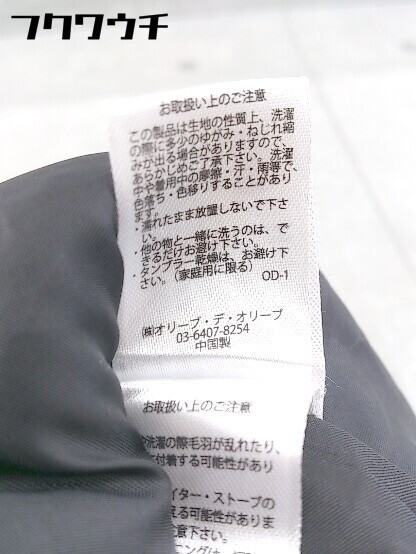 フクワウチ
お取扱い上のご注意
この製品は生地の性質上、洗濯
の際に多少のゆがみ・ねじれ縮
みが出る場合がありますので、
あらかじめご了承下さい。洗濯
中や着用中の摩擦・汗・雨等で、
色落ち・色移りすることがあり
ます。
・濡れたまま放置しないで下さ
い。
・他の物と一緒に洗うのは、で
きるだけお避け下さい。
・タンブラー乾燥は、お避け下
さい。(家庭用に限る) OD-1
㈱オリーブ・デ・オリーブ
03-6407-8254
中国製
お取扱い上のご注意
洗濯の際毛羽が乱れたり、
付着する可能性があり
イター・ストーブの
える可能性がありま
意下さい。
ニングは、